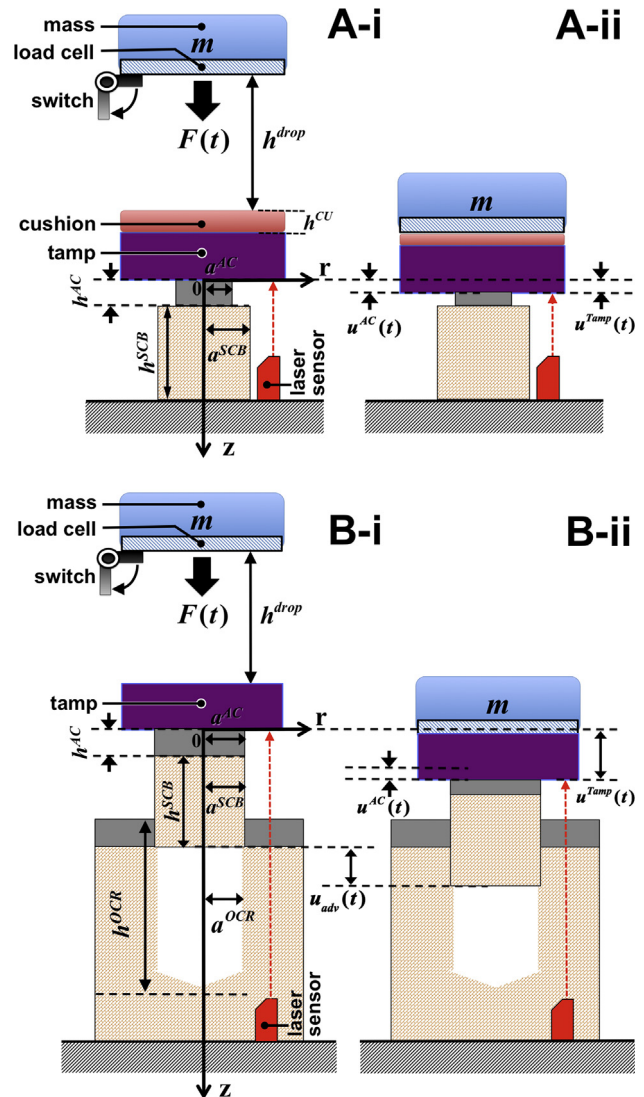 A-i
A-ii
mass
load cell
m
switch
F(t)
h^drop
m
cushion
h^CU
tamp
a^AC
r
h^AC
0
u^AC(t)
u^Tamp(t)
h^SCB
a^SCB
laser
sensor
z
B-i
B-ii
mass
load cell
m
switch
F(t)
h^drop
m
tamp
a^AC
r
h^AC
0
u^AC(t)
u^Tamp(t)
h^SCB
a^SCB
u_adv(t)
h^OCR
a^OCR
laser
sensor
z